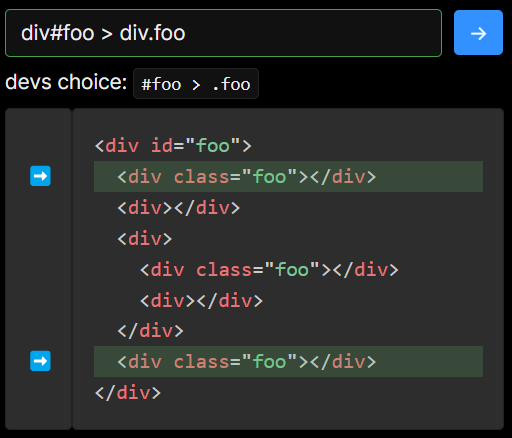 div#foo > div.foo
devs choice: #foo > .foo
<div id="foo">
  <div class="foo"></div>
  <div></div>
  <div>
    <div class="foo"></div>
    <div></div>
  </div>
  <div class="foo"></div>
</div>